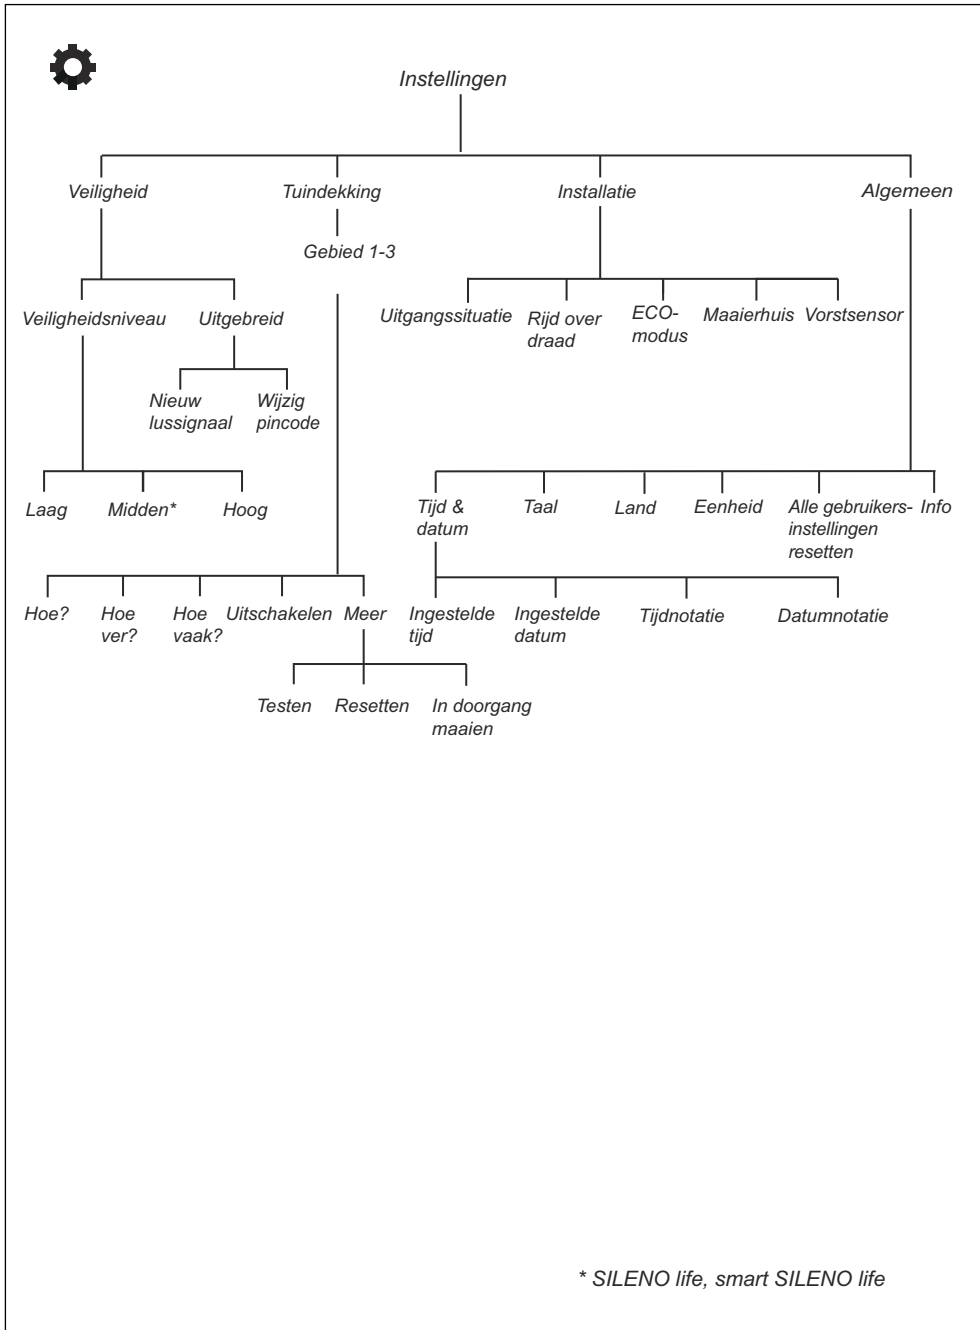 Instellingen
Veiligheid
Tuindekking
Installatie
Algemeen
Gebied 1-3
Veiligheidsniveau
Uitgebreid
Uitgangssituatie
Rijd over
draad
ECO-
modus
Maaierhuis
Vorstsensor
Nieuw
lussignaal
Wijzig
pincode
Laag
Midden*
Hoog
Tijd &
datum
Taal
Land
Eenheid
Alle gebruikers-
instellingen
resetten
Info
Hoe?
Hoe
ver?
Hoe
vaak?
Uitschakelen
Meer
Ingestelde
tijd
Ingestelde
datum
Tijdnotatie
Datumnotatie
Testen
Resetten
In doorgang
maaien
* SILENO life, smart SILENO life